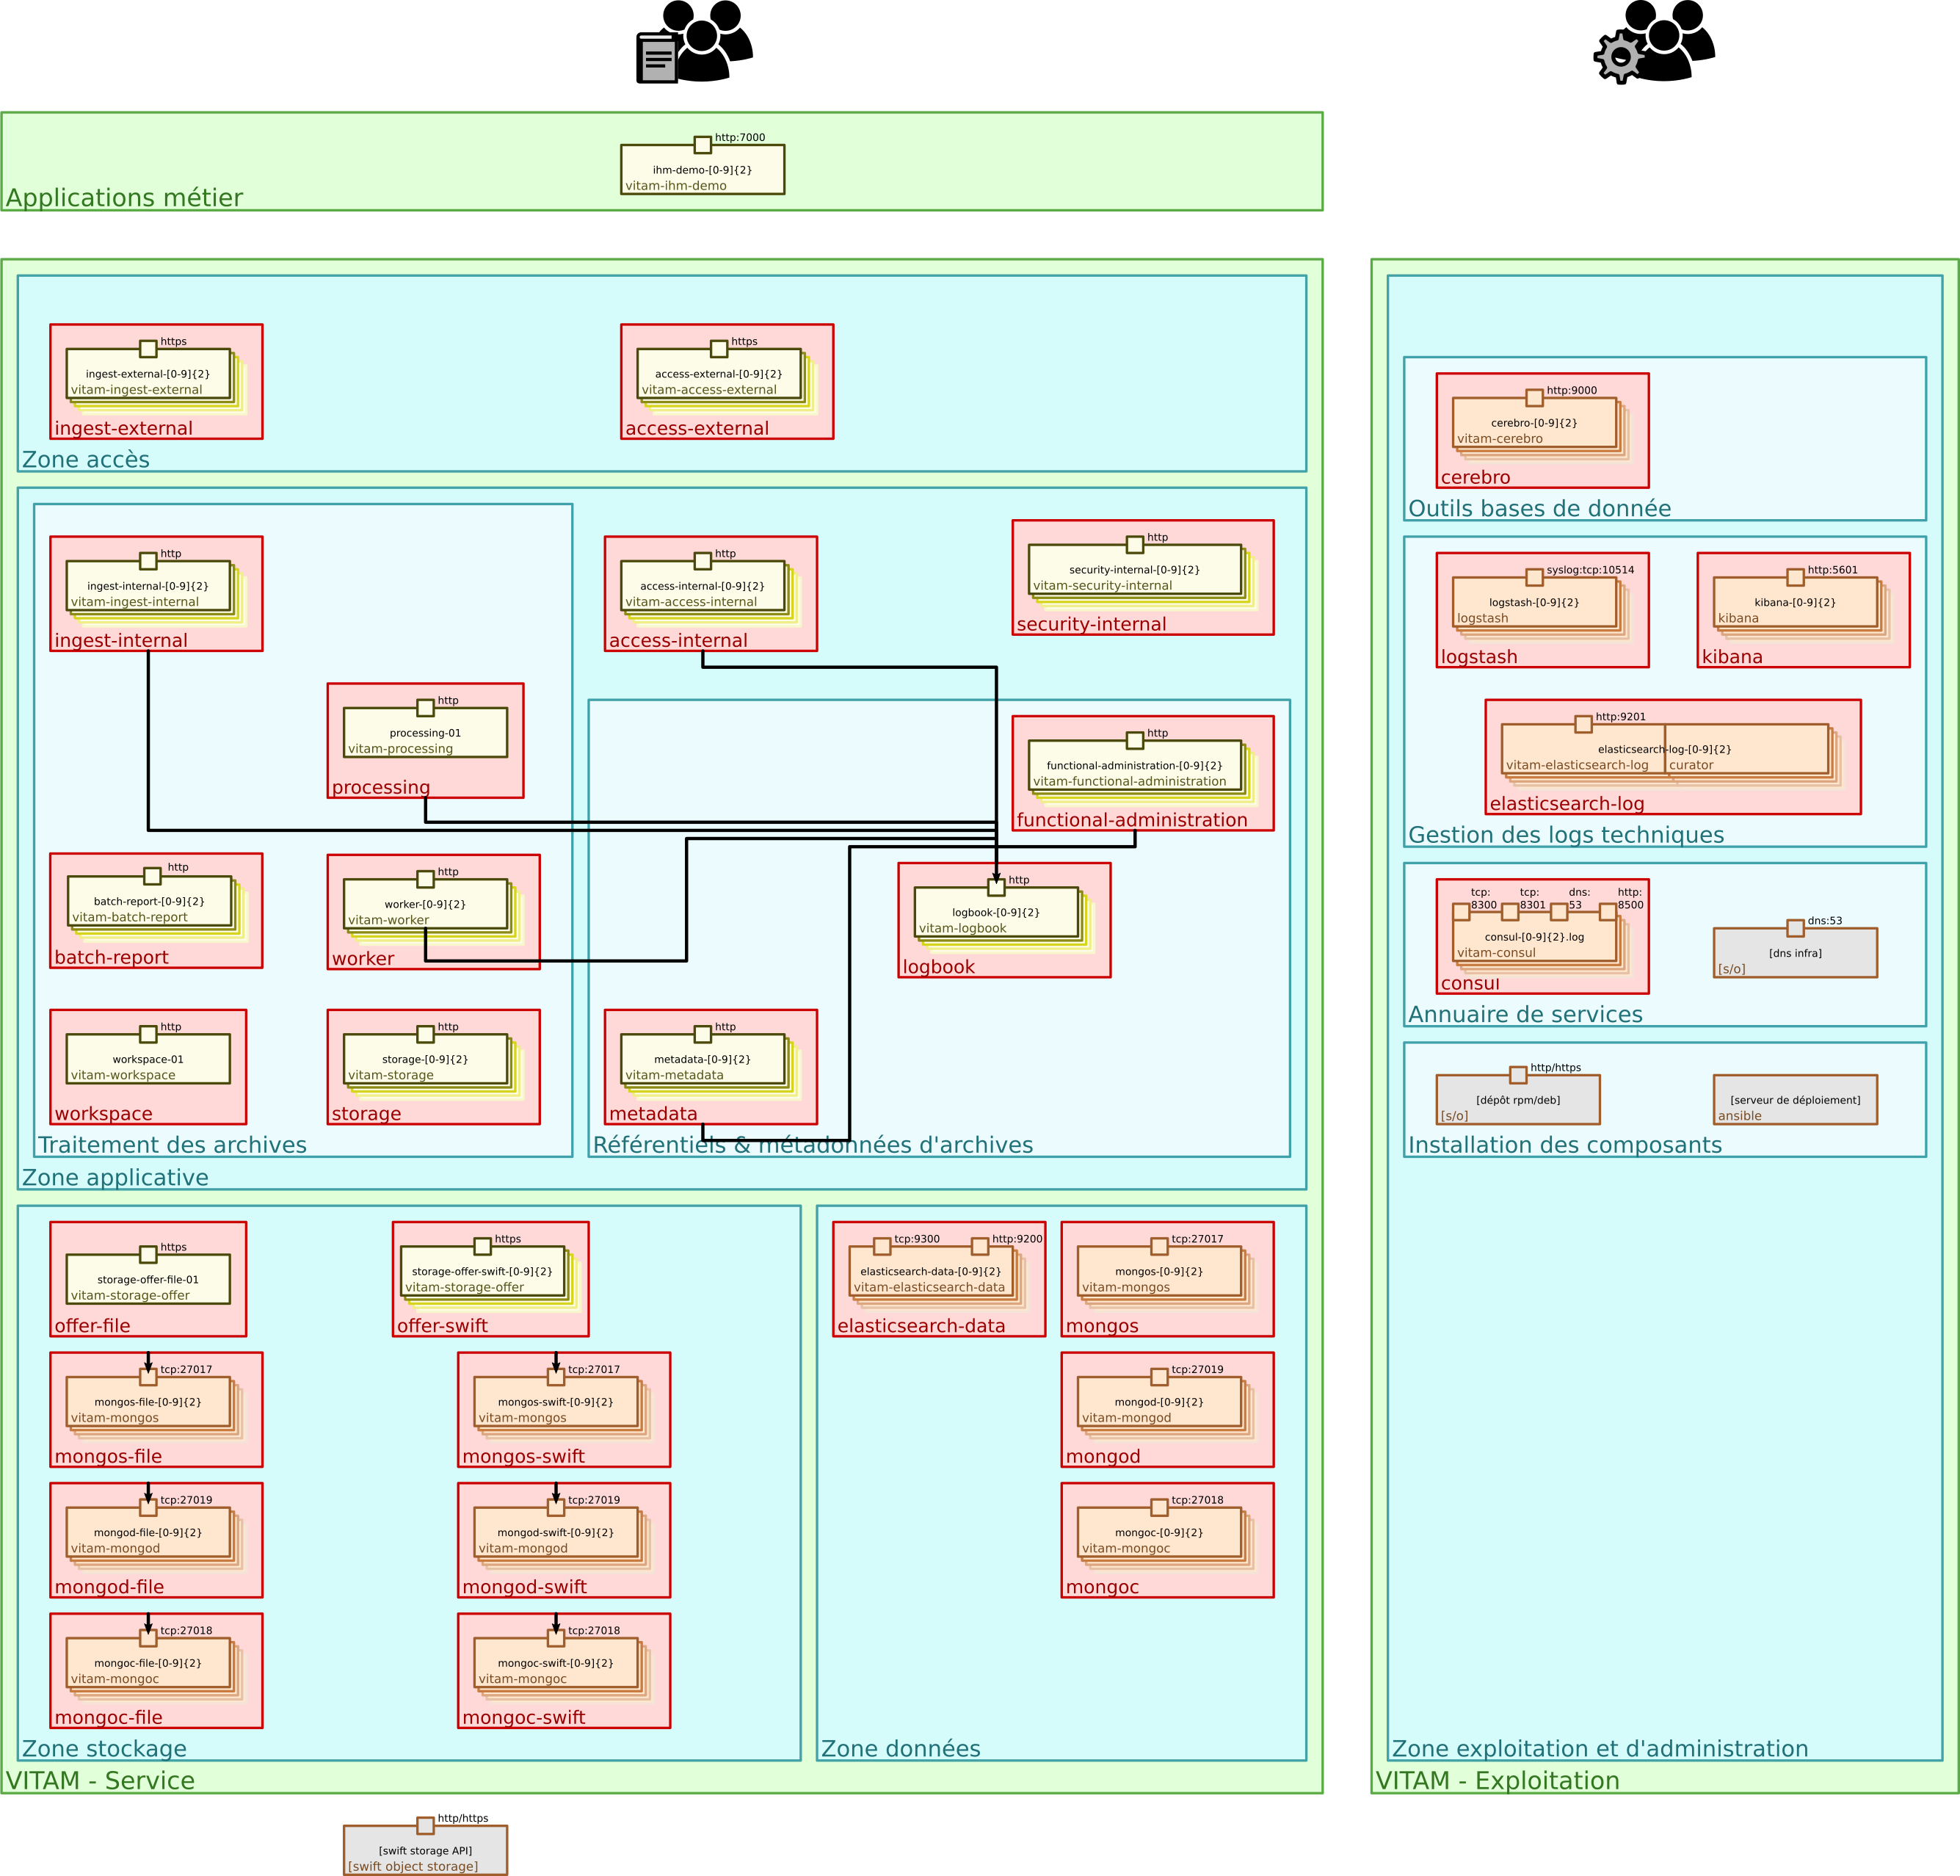 http:7000
ihm-demo-[0-9]{2}
vitam-ihm-demo
Applications métier
https
ingest-external-[0-9]{2}
vitam-ingest-external
ingest-external
https
access-external-[0-9]{2}
vitam-access-external
access-external
Zone accès
http
ingest-internal-[0-9]{2}
vitam-ingest-internal
ingest-internal
http
processing-01
vitam-processing
processing
http
batch-report-[0-9]{2}
vitam-batch-report
batch-report
http
worker-[0-9]{2}
vitam-worker
worker
http
workspace-01
vitam-workspace
workspace
http
storage-[0-9]{2}
vitam-storage
storage
Traitement des archives
http
access-internal-[0-9]{2}
vitam-access-internal
access-internal
http
security-internal-[0-9]{2}
vitam-security-internal
security-internal
http
functional-administration-[0-9]{2}
vitam-functional-administration
functional-administration
http
logbook-[0-9]{2}
vitam-logbook
logbook
http
metadata-[0-9]{2}
vitam-metadata
metadata
Référentiels & métadonnées d'archives
Zone applicative
https
storage-offer-file-01
vitam-storage-offer
offer-file
https
storage-offer-swift-[0-9]{2}
vitam-storage-offer
offer-swift
tcp:27017
mongos-file-[0-9]{2}
vitam-mongos
mongos-file
tcp:27017
mongos-swift-[0-9]{2}
vitam-mongos
mongos-swift
tcp:27019
mongod-file-[0-9]{2}
vitam-mongod
mongod-file
tcp:27019
mongod-swift-[0-9]{2}
vitam-mongod
mongod-swift
tcp:27018
mongoc-file-[0-9]{2}
vitam-mongoc
mongoc-file
tcp:27018
mongoc-swift-[0-9]{2}
vitam-mongoc
mongoc-swift
Zone stockage
tcp:9300
http:9200
elasticsearch-data-[0-9]{2}
vitam-elasticsearch-data
elasticsearch-data
tcp:27017
mongos-[0-9]{2}
vitam-mongos
mongos
tcp:27019
mongod-[0-9]{2}
vitam-mongod
mongod
tcp:27018
mongoc-[0-9]{2}
vitam-mongoc
mongoc
Zone données
VITAM - Service
http:9000
cerebro-[0-9]{2}
vitam-cerebro
cerebro
Outils bases de donnée
syslog:tcp:10514
logstash-[0-9]{2}
logstash
logstash
http:5601
kibana-[0-9]{2}
kibana
kibana
http:9201
elasticsearch-log-[0-9]{2}
vitam-elasticsearch-log
curator
elasticsearch-log
Gestion des logs techniques
tcp:
8300
tcp:
8301
dns:
53
http:
8500
consul-[0-9]{2}.log
vitam-consul
consul
dns:53
[dns infra]
[s/o]
Annuaire de services
http/https
[dépôt rpm/deb]
[s/o]
[serveur de déploiement]
ansible
Installation des composants
Zone exploitation et d'administration
VITAM - Exploitation
http/https
[swift storage API]
[swift object storage]